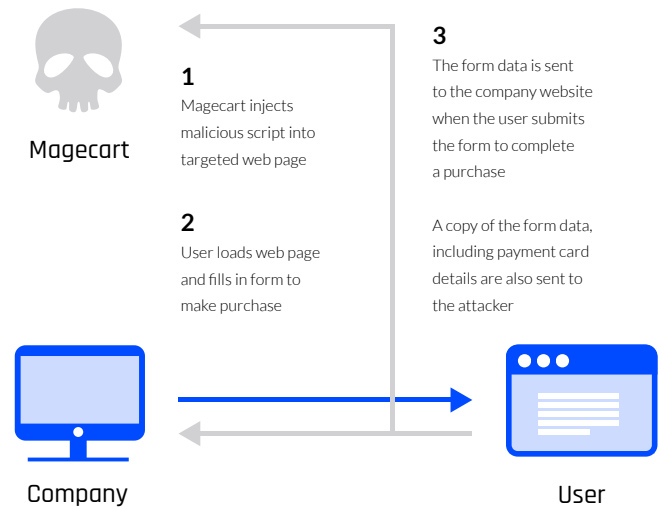 Magecart
1
Magecart injects
malicious script into
targeted web page
2
User loads web page
and fills in form to
make purchase
3
The form data is sent
to the company website
when the user submits
the form to complete
a purchase
A copy of the form data,
including payment card
details are also sent to
the attacker
Company
User